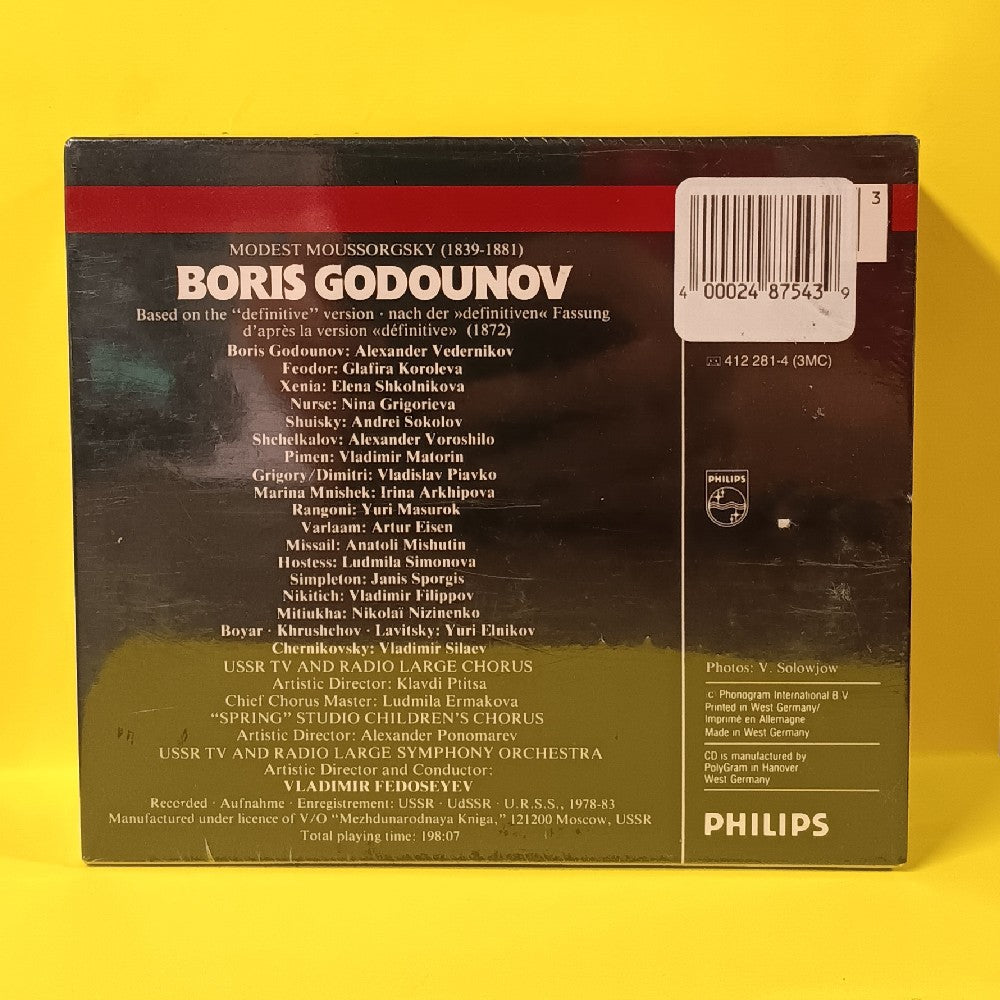 MODEST MOUSSORGSKY (1839-1881)
BORIS GODOUNOV
Based on the "definitive" version · nach der »definitiven« Fassung
d'après la version «définitive» (1872)
Boris Godounov: Alexander Vedernikov
Feodor: Glafira Koroleva
Xenia: Elena Shkolnikova
Nurse: Nina Grigorieva
Shuisky: Andrei Sokolov
Shchelkalov: Alexander Voroshilo
Pimen: Vladimir Matorin
Grigory/Dimitri: Vladislav Piavko
Marina Mnishek: Irina Arkhipova
Rangoni: Yuri Masurok
Varlaam: Artur Eisen
Missail: Anatoli Mishutin
Hostess: Ludmila Simonova
Simpleton: Janis Sporgis
Nikitich: Vladimir Filippov
Mitiukha: Nikolaï Nizinenko
Boyar · Khrushchov · Lavitsky: Yuri Elnikov
Chernikovsky: Vladimir Silaev
USSR TV AND RADIO LARGE CHORUS
Artistic Director: Klavdi Ptitsa
Chief Chorus Master: Ludmila Ermakova
"SPRING" STUDIO CHILDREN'S CHORUS
Artistic Director: Alexander Ponomarev
USSR TV AND RADIO LARGE SYMPHONY ORCHESTRA
Artistic Director and Conductor:
VLADIMIR FEDOSEYEV
Recorded · Aufnahme · Enregistrement: USSR · UdSSR · U.R.S.S., 1978-83
Manufactured under licence of V/O "Mezhdunarodnaya Kniga," 121200 Moscow, USSR
Total playing time: 198:07
3
4 00024 87543 9
412 281-4 (3MC)
PHILIPS
Photos: V. Solowjow
© Phonogram International B V
Printed in West Germany/
Imprimé en Allemagne
Made in West Germany
CD is manufactured by
PolyGram in Hanover
West Germany
PHILIPS